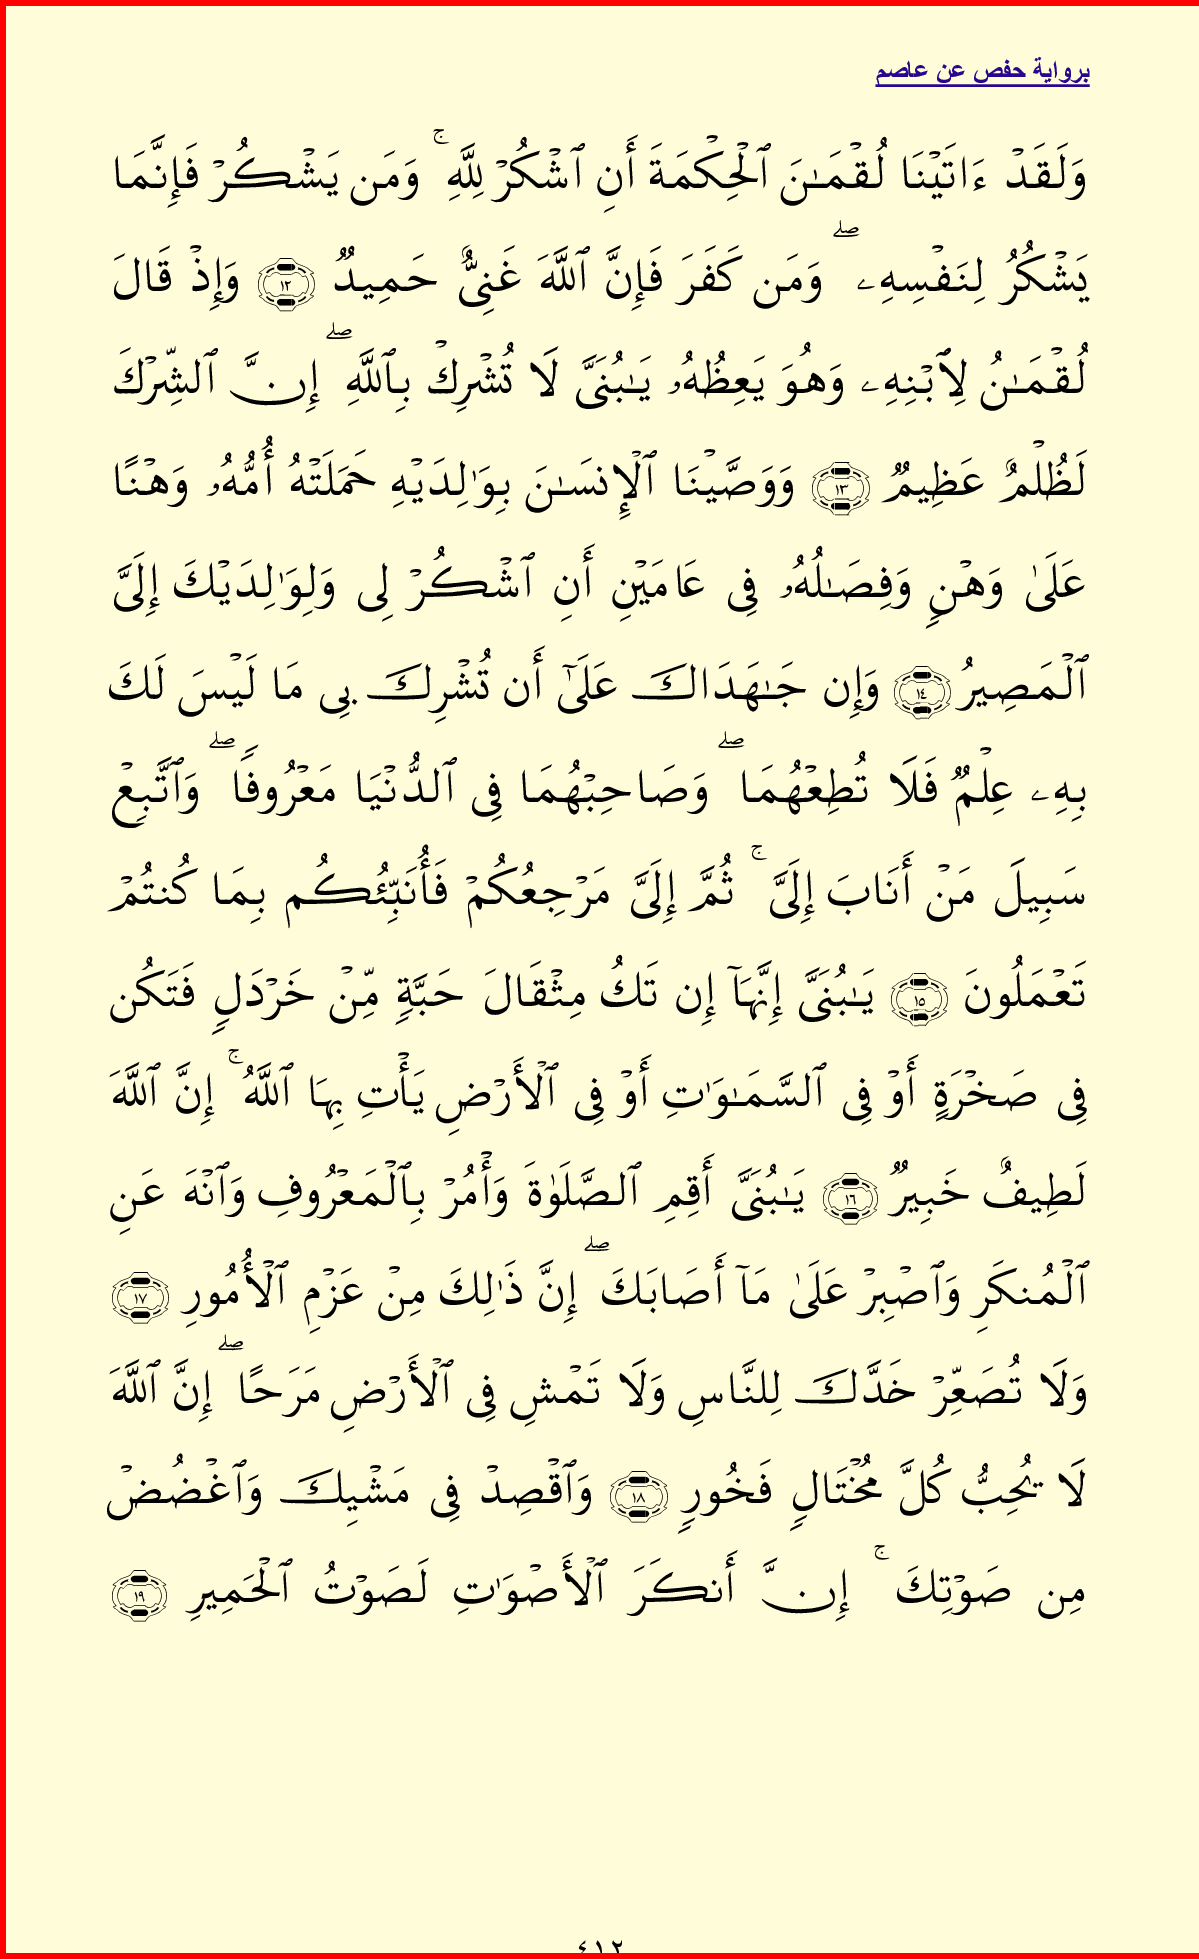 برواية حفص عن عاصم
وَلَقَدْ ءَاتَيْنَا لُقْمَـٰنَ ٱلْحِكْمَةَ أَنِ ٱشْكُرْ لِلَّهِ ۚ وَمَن يَشْكُرْ فَإِنَّمَا
يَشْكُرُ لِنَفْسِهِۦ ۖ وَمَن كَفَرَ فَإِنَّ ٱللَّهَ غَنِىٌّ حَمِيدٌ ١٢ وَإِذْ قَالَ
لُقْمَـٰنُ لِٱبْنِهِۦ وَهُوَ يَعِظُهُۥ يَـٰبُنَىَّ لَا تُشْرِكْ بِٱللَّهِ ۖ إِنَّ ٱلشِّرْكَ
لَظُلْمٌ عَظِيمٌ ١٣ وَوَصَّيْنَا ٱلْإِنسَـٰنَ بِوَٰلِدَيْهِ حَمَلَتْهُ أُمُّهُۥ وَهْنًا
عَلَىٰ وَهْنٍ وَفِصَـٰلُهُۥ فِى عَامَيْنِ أَنِ ٱشْكُرْ لِى وَلِوَٰلِدَيْكَ إِلَىَّ
ٱلْمَصِيرُ ١٤ وَإِن جَـٰهَدَاكَ عَلَىٰٓ أَن تُشْرِكَ بِى مَا لَيْسَ لَكَ
بِهِۦ عِلْمٌ فَلَا تُطِعْهُمَا ۖ وَصَاحِبْهُمَا فِى ٱلدُّنْيَا مَعْرُوفًا ۖ وَٱتَّبِعْ
سَبِيلَ مَنْ أَنَابَ إِلَىَّ ۚ ثُمَّ إِلَىَّ مَرْجِعُكُمْ فَأُنَبِّئُكُم بِمَا كُنتُمْ
تَعْمَلُونَ ١٥ يَـٰبُنَىَّ إِنَّهَآ إِن تَكُ مِثْقَالَ حَبَّةٍ مِّنْ خَرْدَلٍ فَتَكُن
فِى صَخْرَةٍ أَوْ فِى ٱلسَّمَـٰوَٰتِ أَوْ فِى ٱلْأَرْضِ يَأْتِ بِهَا ٱللَّهُ ۚ إِنَّ ٱللَّهَ
لَطِيفٌ خَبِيرٌ ١٦ يَـٰبُنَىَّ أَقِمِ ٱلصَّلَوٰةَ وَأْمُرْ بِٱلْمَعْرُوفِ وَٱنْهَ عَنِ
ٱلْمُنكَرِ وَٱصْبِرْ عَلَىٰ مَآ أَصَابَكَ ۖ إِنَّ ذَٰلِكَ مِنْ عَزْمِ ٱلْأُمُورِ ١٧
وَلَا تُصَعِّرْ خَدَّكَ لِلنَّاسِ وَلَا تَمْشِ فِى ٱلْأَرْضِ مَرَحًا ۖ إِنَّ ٱللَّهَ
لَا يُحِبُّ كُلَّ مُخْتَالٍ فَخُورٍ ١٨ وَٱقْصِدْ فِى مَشْيِكَ وَٱغْضُضْ
مِن صَوْتِكَ ۚ إِنَّ أَنكَرَ ٱلْأَصْوَٰتِ لَصَوْتُ ٱلْحَمِيرِ ١٩
٤١٢